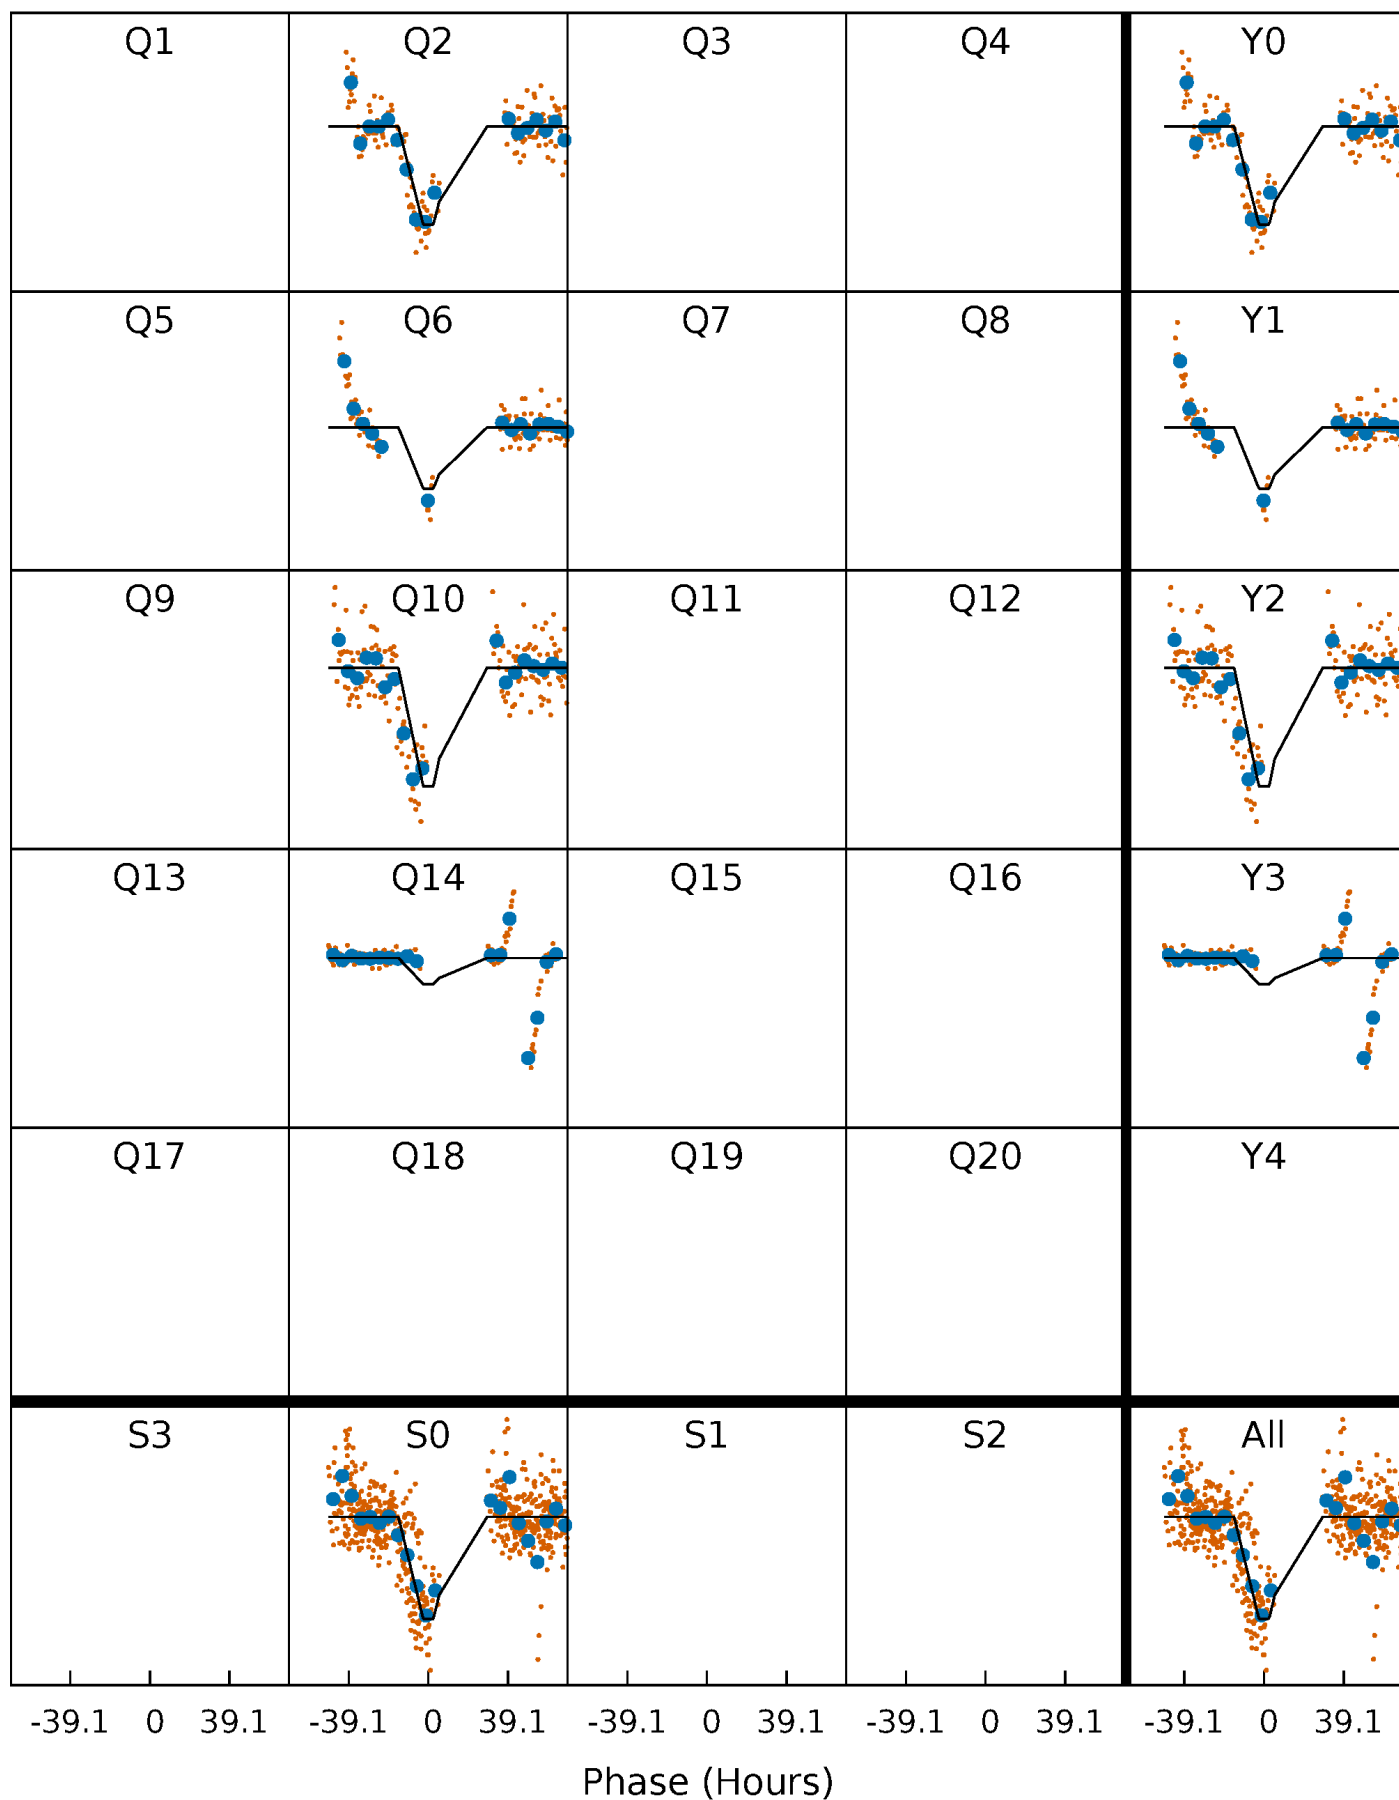 Q1 Q2 Q3 Q4 Y0
Q5 Q6 Q7 Q8 Y1
Q9 Q10 Q11 Q12 Y2
Q13 Q14 Q15 Q16 Y3
Q17 Q18 Q19 Q20 Y4
S3 S0 S1 S2 All
-39.1 0 39.1 -39.1 0 39.1 -39.1 0 39.1 -39.1 0 39.1 -39.1 0 39.1
Phase (Hours)